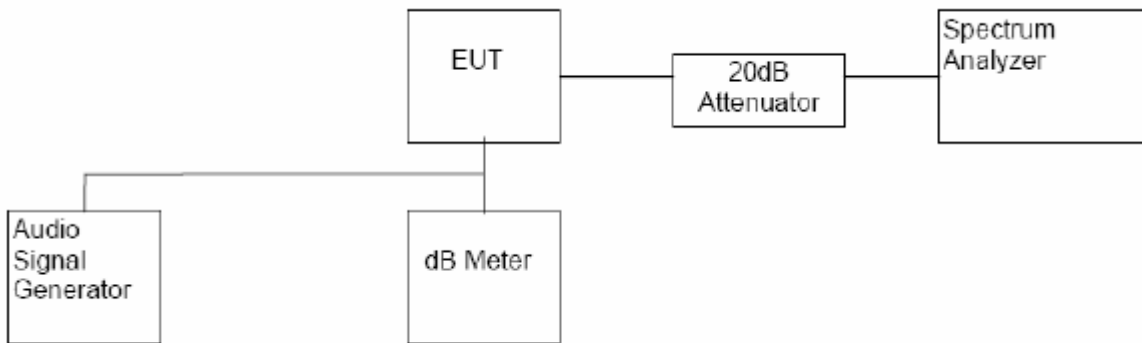 EUT
20dB
Attenuator
Spectrum
Analyzer
Audio
Signal
Generator
dB Meter